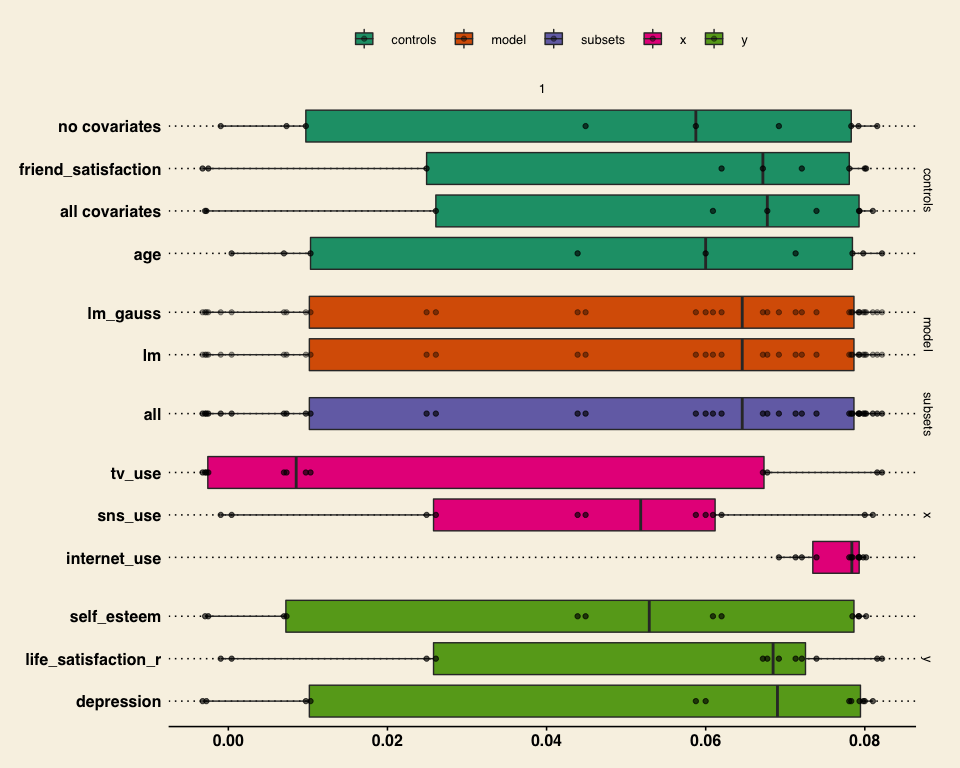 controls model subsets x y
1
no covariates
friend_satisfaction
all covariates
age
controls
lm_gauss
lm
model
all
subsets
tv_use
sns_use
internet_use
x
self_esteem
life_satisfaction_r
depression
y
0.00 0.02 0.04 0.06 0.08